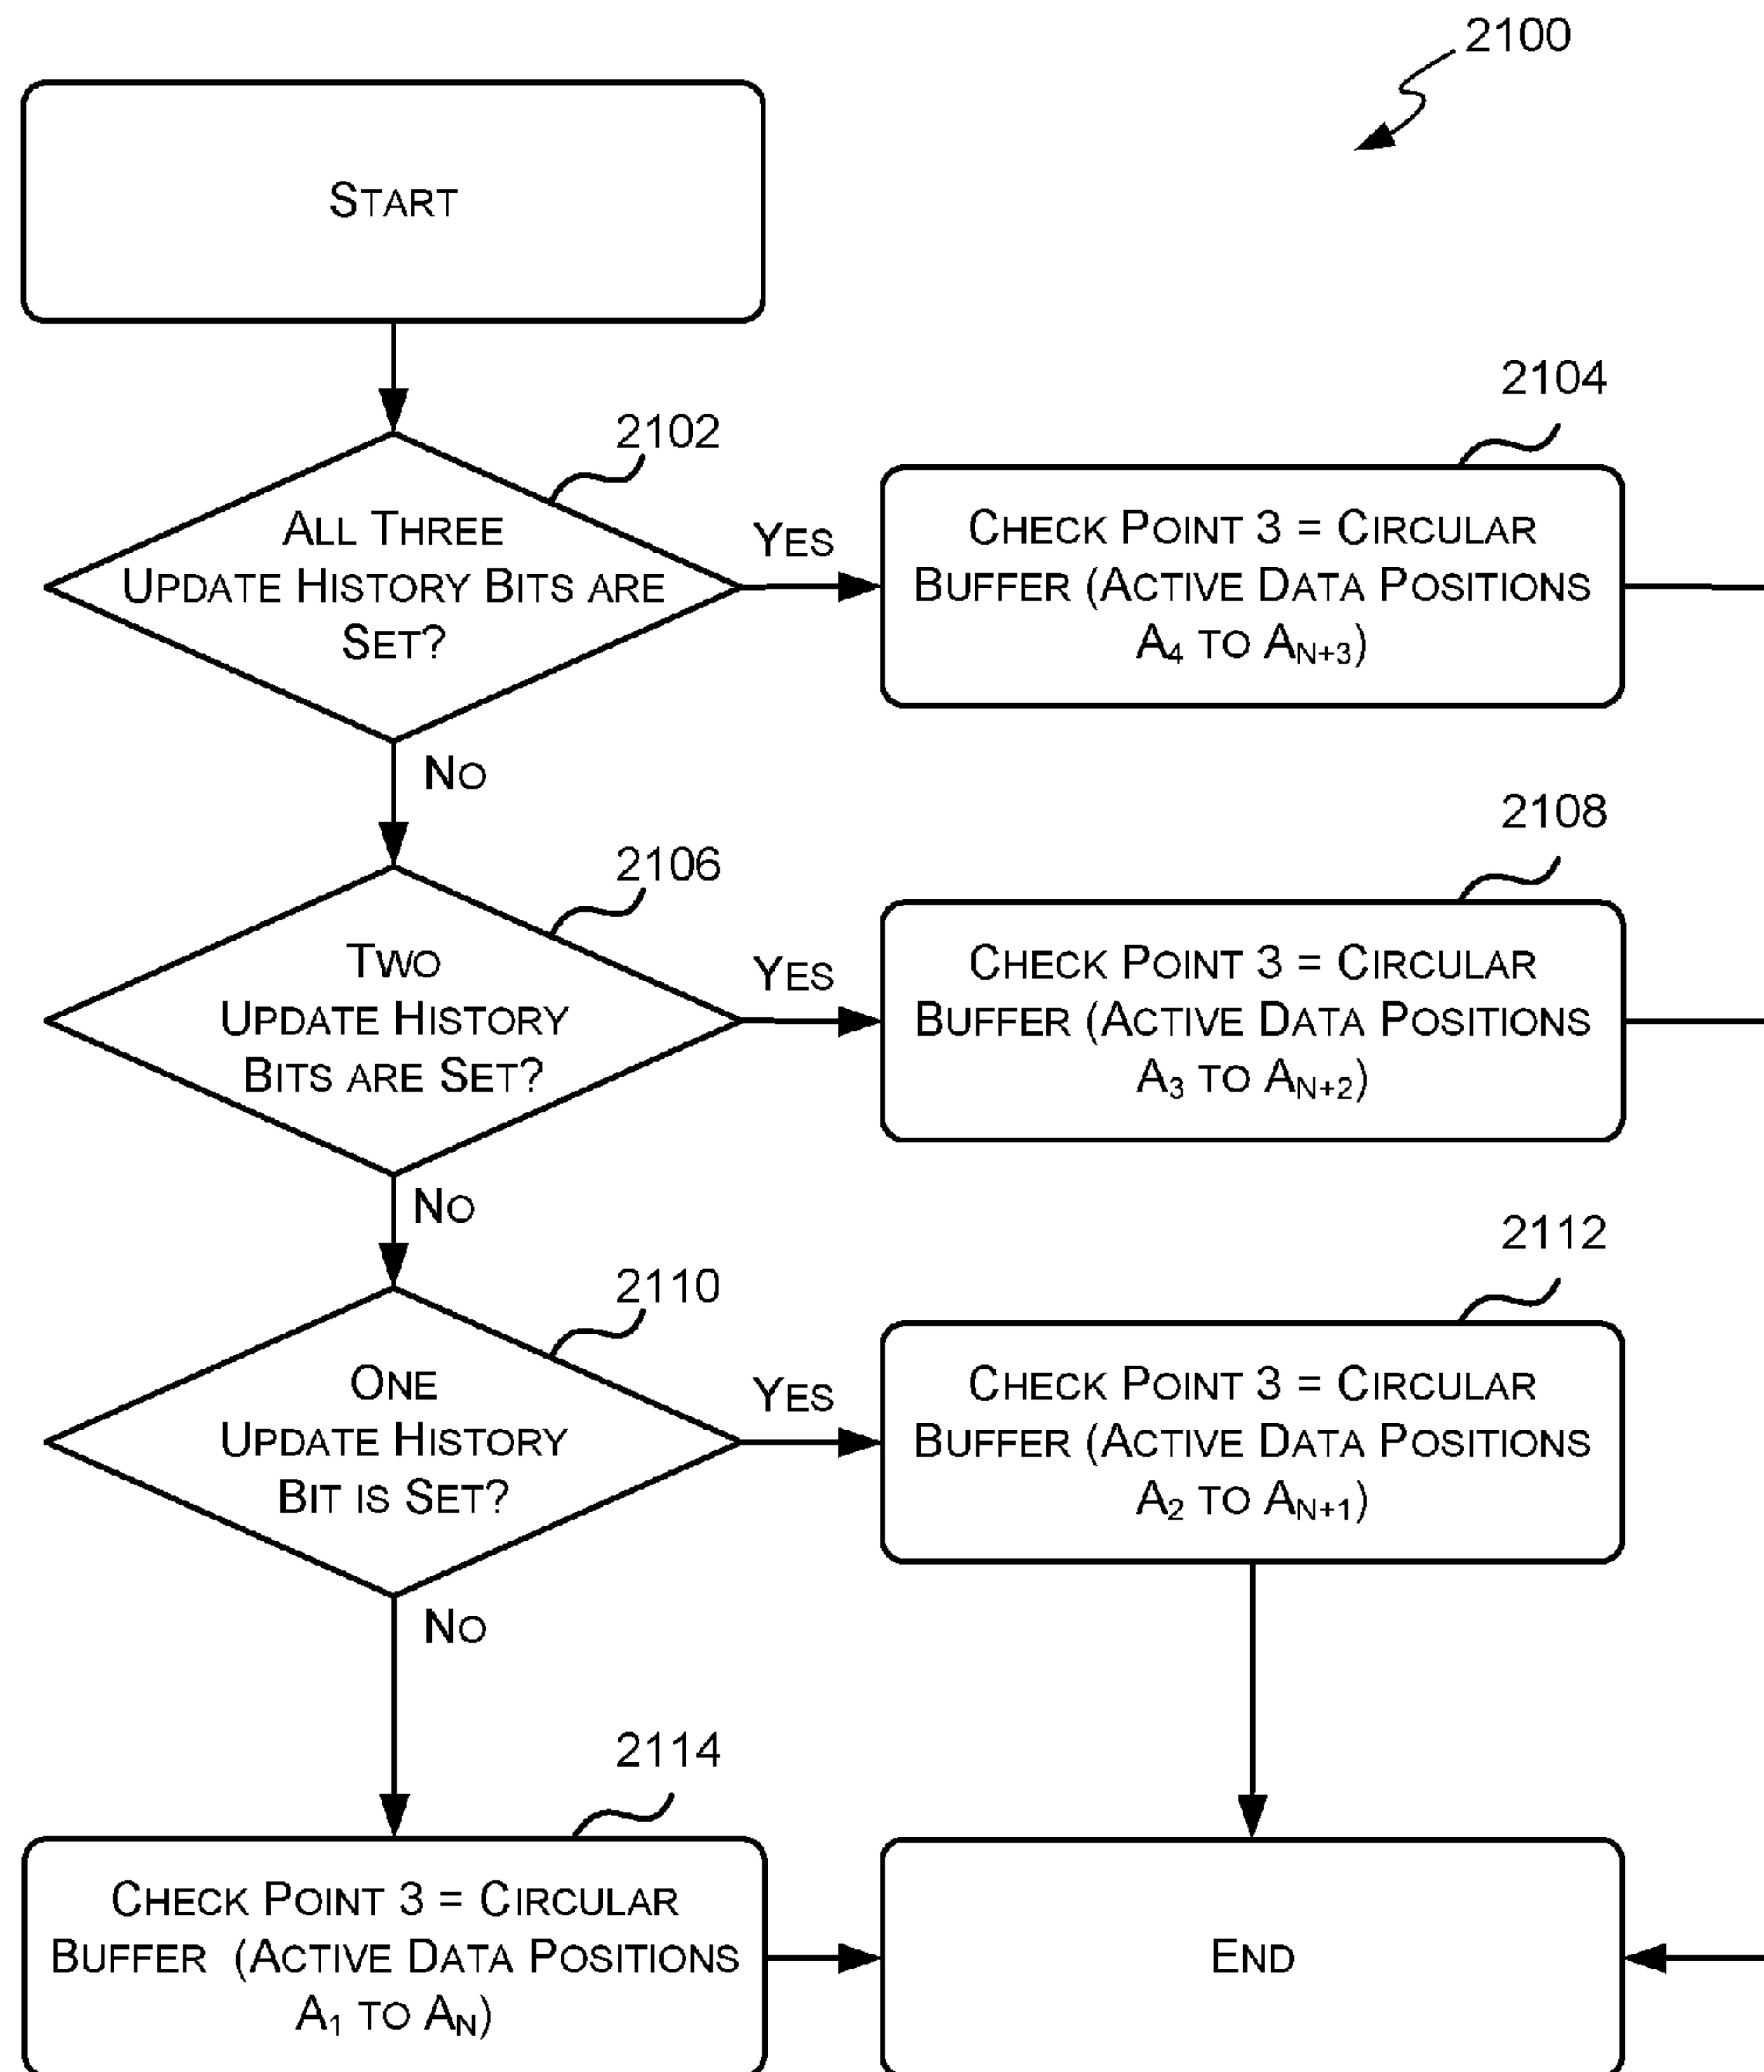 2100
START
2102
ALL THREE
UPDATE HISTORY BITS ARE
SET?
YES
2104
CHECK POINT 3 = CIRCULAR
BUFFER (ACTIVE DATA POSITIONS
A4 TO AN+3)
NO
2106
TWO
UPDATE HISTORY
BITS ARE SET?
YES
2108
CHECK POINT 3 = CIRCULAR
BUFFER (ACTIVE DATA POSITIONS
A3 TO AN+2)
NO
2110
ONE
UPDATE HISTORY
BIT IS SET?
YES
2112
CHECK POINT 3 = CIRCULAR
BUFFER (ACTIVE DATA POSITIONS
A2 TO AN+1)
NO
2114
CHECK POINT 3 = CIRCULAR
BUFFER (ACTIVE DATA POSITIONS
A1 TO AN)
END